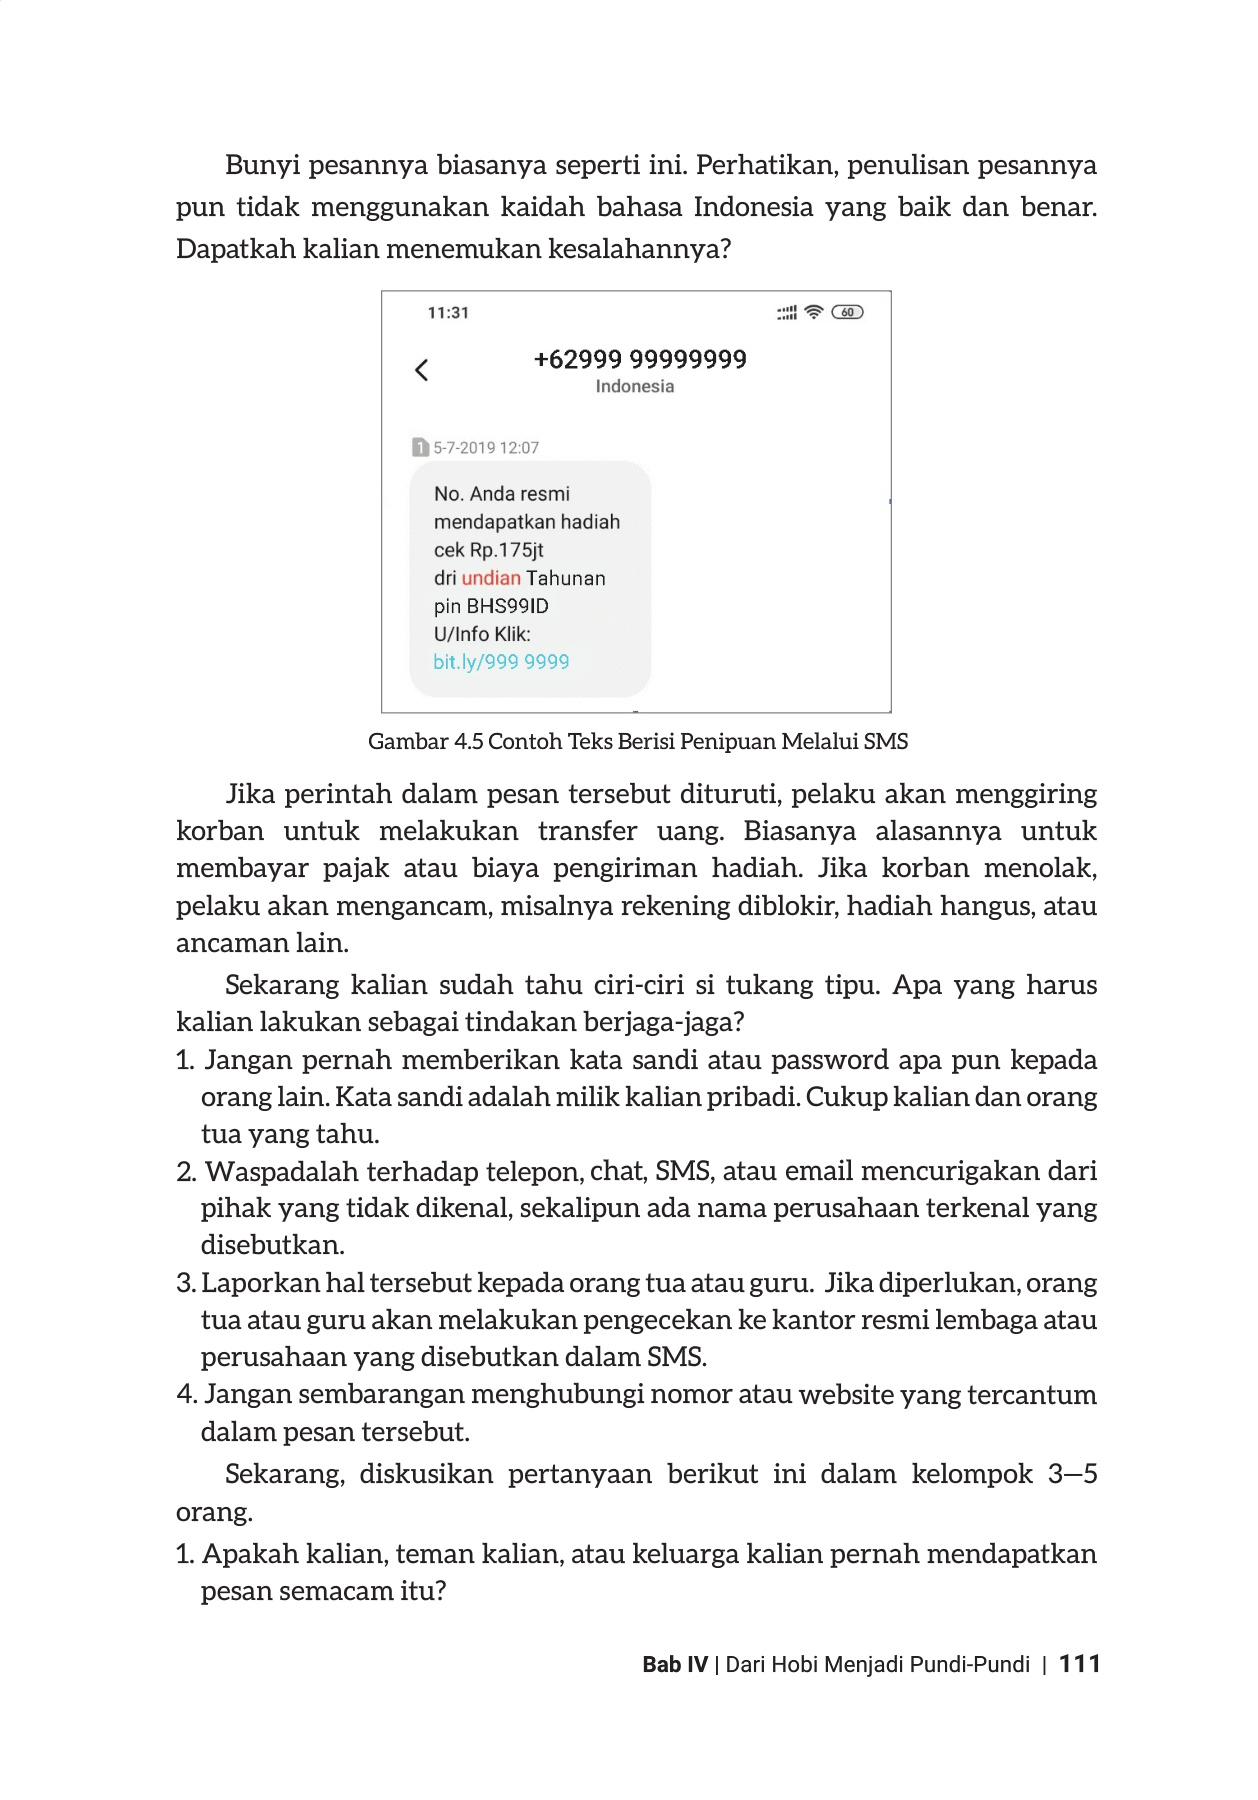 Bunyi pesannya biasanya seperti ini. Perhatikan, penulisan pesannya
pun tidak menggunakan kaidah bahasa Indonesia yang baik dan benar.
Dapatkah kalian menemukan kesalahannya?
11:31
60
+62999 99999999
Indonesia
1 5-7-2019 12:07
No. Anda resmi
mendapatkan hadiah
cek Rp.175jt
dri undian Tahunan
pin BHS99ID
U/Info Klik:
bit.ly/999 9999
Gambar 4.5 Contoh Teks Berisi Penipuan Melalui SMS
Jika perintah dalam pesan tersebut dituruti, pelaku akan menggiring
korban untuk melakukan transfer uang. Biasanya alasannya untuk
membayar pajak atau biaya pengiriman hadiah. Jika korban menolak,
pelaku akan mengancam, misalnya rekening diblokir, hadiah hangus, atau
ancaman lain.
Sekarang kalian sudah tahu ciri-ciri si tukang tipu. Apa yang harus
kalian lakukan sebagai tindakan berjaga-jaga?
1. Jangan pernah memberikan kata sandi atau password apa pun kepada
orang lain. Kata sandi adalah milik kalian pribadi. Cukup kalian dan orang
tua yang tahu.
2. Waspadalah terhadap telepon, chat, SMS, atau email mencurigakan dari
pihak yang tidak dikenal, sekalipun ada nama perusahaan terkenal yang
disebutkan.
3. Laporkan hal tersebut kepada orang tua atau guru. Jika diperlukan, orang
tua atau guru akan melakukan pengecekan ke kantor resmi lembaga atau
perusahaan yang disebutkan dalam SMS.
4. Jangan sembarangan menghubungi nomor atau website yang tercantum
dalam pesan tersebut.
Sekarang, diskusikan pertanyaan berikut ini dalam kelompok 3—5
orang.
1. Apakah kalian, teman kalian, atau keluarga kalian pernah mendapatkan
pesan semacam itu?
Bab IV | Dari Hobi Menjadi Pundi-Pundi | 111